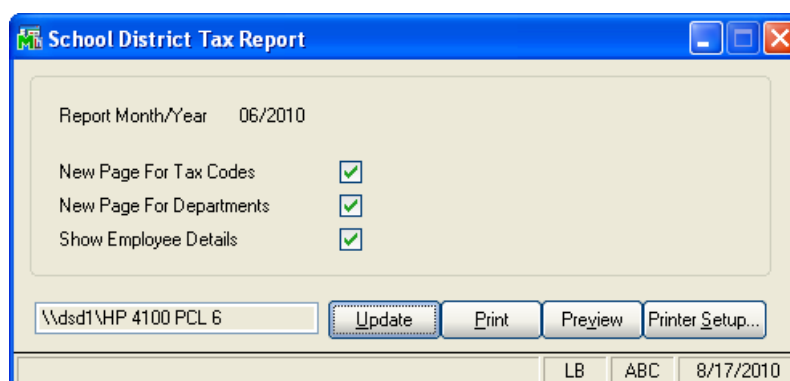 School District Tax Report
Report Month/Year 06/2010
New Page For Tax Codes
New Page For Departments
Show Employee Details
\\dsd1\HP 4100 PCL 6 Update Print Preview Printer Setup...
LB ABC 8/17/2010